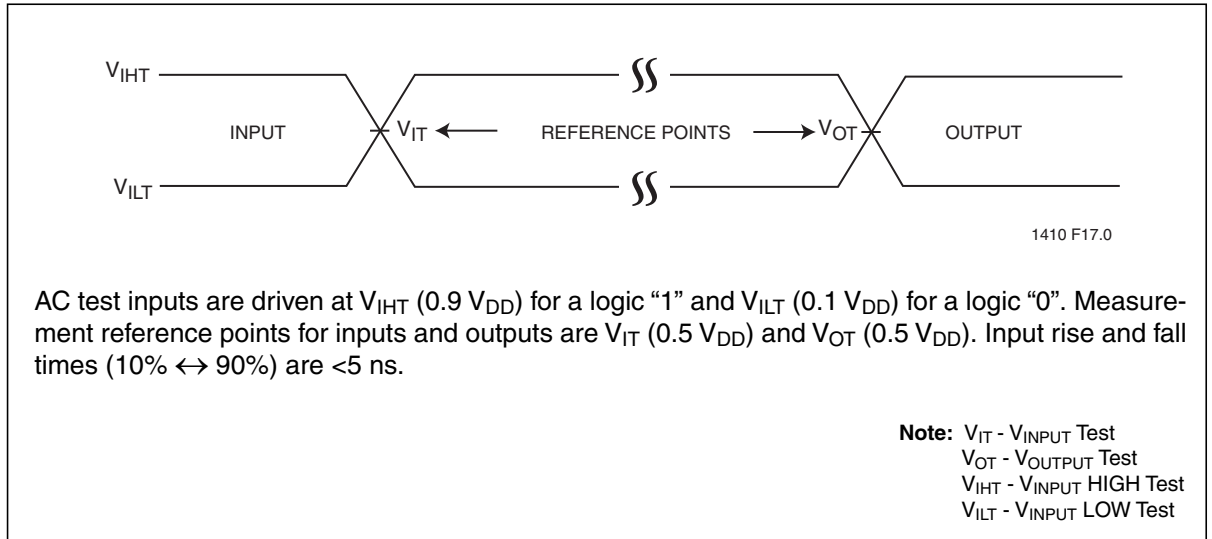 VIHT
INPUT VIT REFERENCE POINTS VOT OUTPUT
VILT
1410 F17.0
AC test inputs are driven at VIHT (0.9 VDD) for a logic “1” and VILT (0.1 VDD) for a logic “0”. Measure-
ment reference points for inputs and outputs are VIT (0.5 VDD) and VOT (0.5 VDD). Input rise and fall
times (10% ↔ 90%) are <5 ns.
Note: VIT - VINPUT Test
VOT - VOUTPUT Test
VIHT - VINPUT HIGH Test
VILT - VINPUT LOW Test